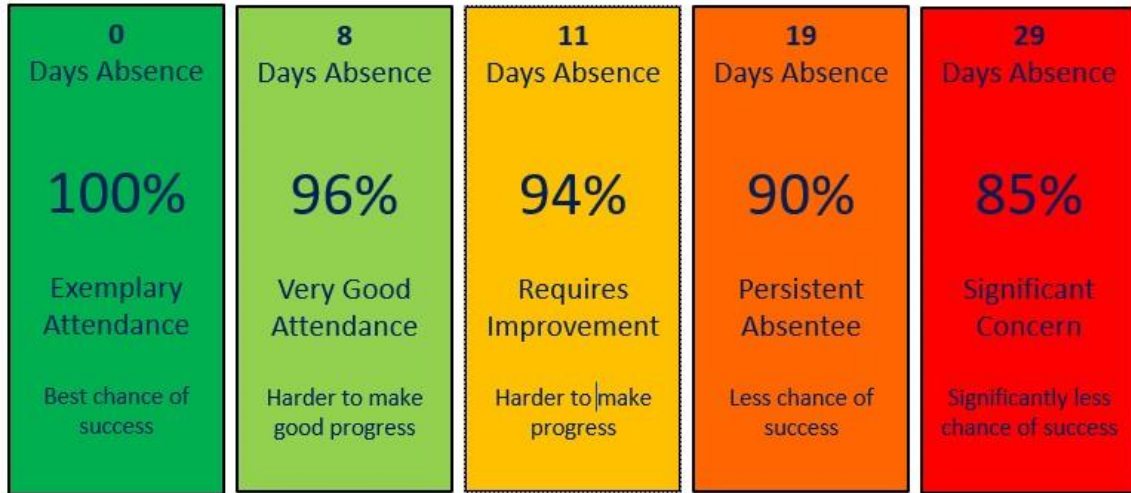 0
Days Absence
100%
Exemplary
Attendance
Best chance of
success
8
Days Absence
96%
Very Good
Attendance
Harder to make
good progress
11
Days Absence
94%
Requires
Improvement
Harder to make
progress
19
Days Absence
90%
Persistent
Absentee
Less chance of
success
29
Days Absence
85%
Significant
Concern
Significantly less
chance of success